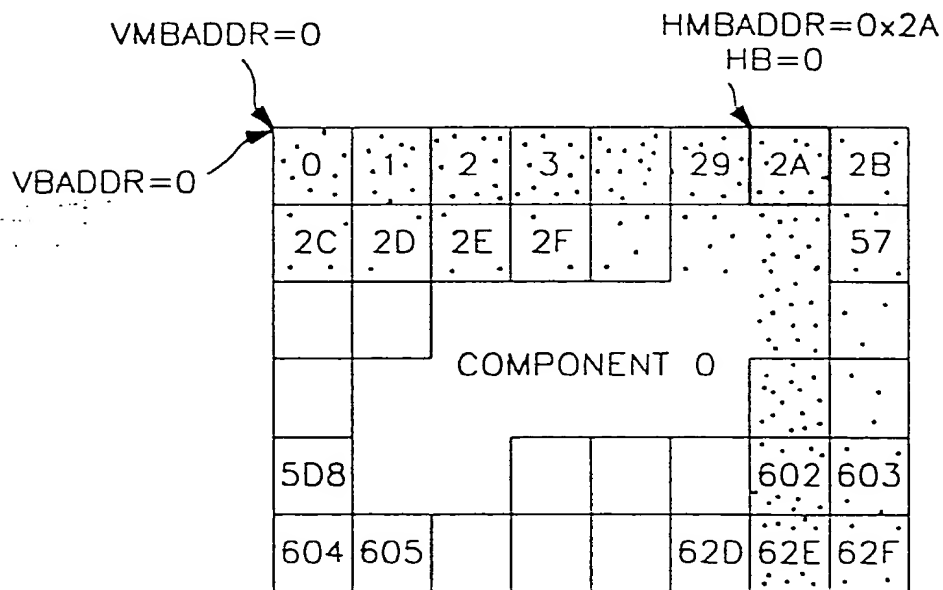 VMBADDR=0
HMBADDR=0x2A
HB=0
VBADDR=0
0 1 2 3 29 2A 2B
2C 2D 2E 2F 57
COMPONENT 0
5D8 602 603
604 605 62D 62E 62F